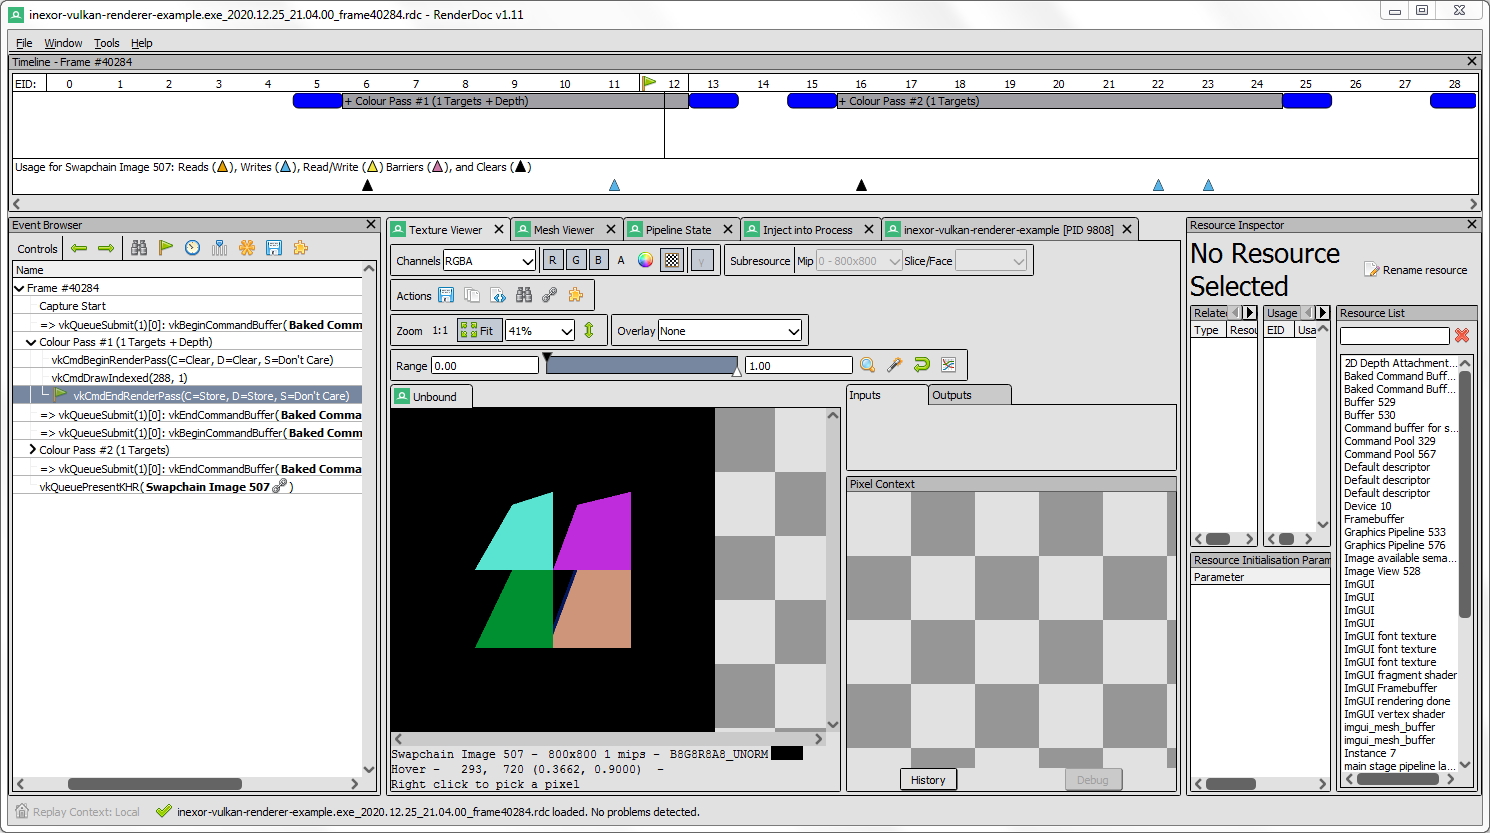 inexor-vulkan-renderer-example.exe_2020.12.25_21.04.00_frame40284.rdc - RenderDoc v1.11
File Window Tools Help
Timeline - Frame #40284
EID: 0 1 2 3 4 5 6 7 8 9 10 11 12 13 14 15 16 17 18 19 20 21 22 23 24 25 26 27 28
+ Colour Pass #1 (1 Targets + Depth) + Colour Pass #2 (1 Targets)
Usage for Swapchain Image 507: Reads ( ), Writes ( ), Read/Write ( ) Barriers ( ), and Clears ( )
Event Browser
Controls
Name
Frame #40284
Capture Start
=> vkQueueSubmit(1)[0]: vkBeginCommandBuffer(Baked Comm
Colour Pass #1 (1 Targets + Depth)
vkCmdBeginRenderPass(C=Clear, D=Clear, S=Don't Care)
vkCmdDrawIndexed(288, 1)
vkCmdEndRenderPass(C=Store, D=Store, S=Don't Care)
=> vkQueueSubmit(1)[0]: vkEndCommandBuffer(Baked Comma
=> vkQueueSubmit(1)[0]: vkBeginCommandBuffer(Baked Comm
Colour Pass #2 (1 Targets)
=> vkQueueSubmit(1)[0]: vkEndCommandBuffer(Baked Comma
vkQueuePresentKHR(Swapchain Image 507 )
Texture Viewer Mesh Viewer Pipeline State Inject into Process inexor-vulkan-renderer-example [PID 9808]
Channels RGBA R G B A γ Subresource Mip 0 - 800x800 Slice/Face
Actions
Zoom 1:1 Fit 41% Overlay None
Range 0.00 1.00
Unbound
Inputs Outputs
Pixel Context
Swapchain Image 507 - 800x800 1 mips - B8G8R8A8_UNORM
Hover - 293, 720 (0.3662, 0.9000) -
Right click to pick a pixel
History Debug
Resource Inspector
No Resource
Selected
Rename resource
Relate Usage
Type Resou EID Usa
Resource Initialisation Param
Parameter
Resource List
2D Depth Attachment...
Baked Command Buff...
Baked Command Buff...
Buffer 529
Buffer 530
Command buffer for s...
Command Pool 329
Command Pool 567
Default descriptor
Default descriptor
Default descriptor
Device 10
Framebuffer
Graphics Pipeline 533
Graphics Pipeline 576
Image available sema...
Image View 528
ImGUI
ImGUI
ImGUI
ImGUI
ImGUI font texture
ImGUI font texture
ImGUI font texture
ImGUI fragment shader
ImGUI Framebuffer
ImGUI rendering done
ImGUI vertex shader
imgui_mesh_buffer
imgui_mesh_buffer
Instance 7
main stage pipeline la...
Replay Context: Local inexor-vulkan-renderer-example.exe_2020.12.25_21.04.00_frame40284.rdc loaded. No problems detected.